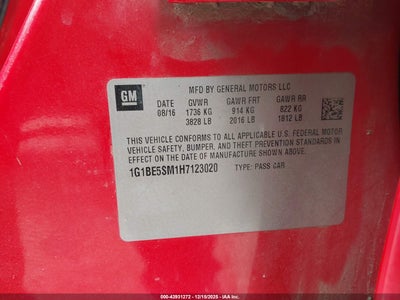 GM
MFD BY GENERAL MOTORS LLC
DATE GVWR GAWR FRT GAWR RR
08/16 1736 KG 914 KG 822 KG
3828 LB 2016 LB 1812 LB
THIS VEHICLE CONFORMS TO ALL APPLICABLE U.S. FEDERAL MOTOR
VEHICLE SAFETY, BUMPER, AND THEFT PREVENTION STANDARDS IN
EFFECT ON THE DATE OF MANUFACTURE SHOWN ABOVE.
1G1BE5SM1H7123020 TYPE: PASS CAR
000-43931272 - 12/15/2025 - IAA Inc.